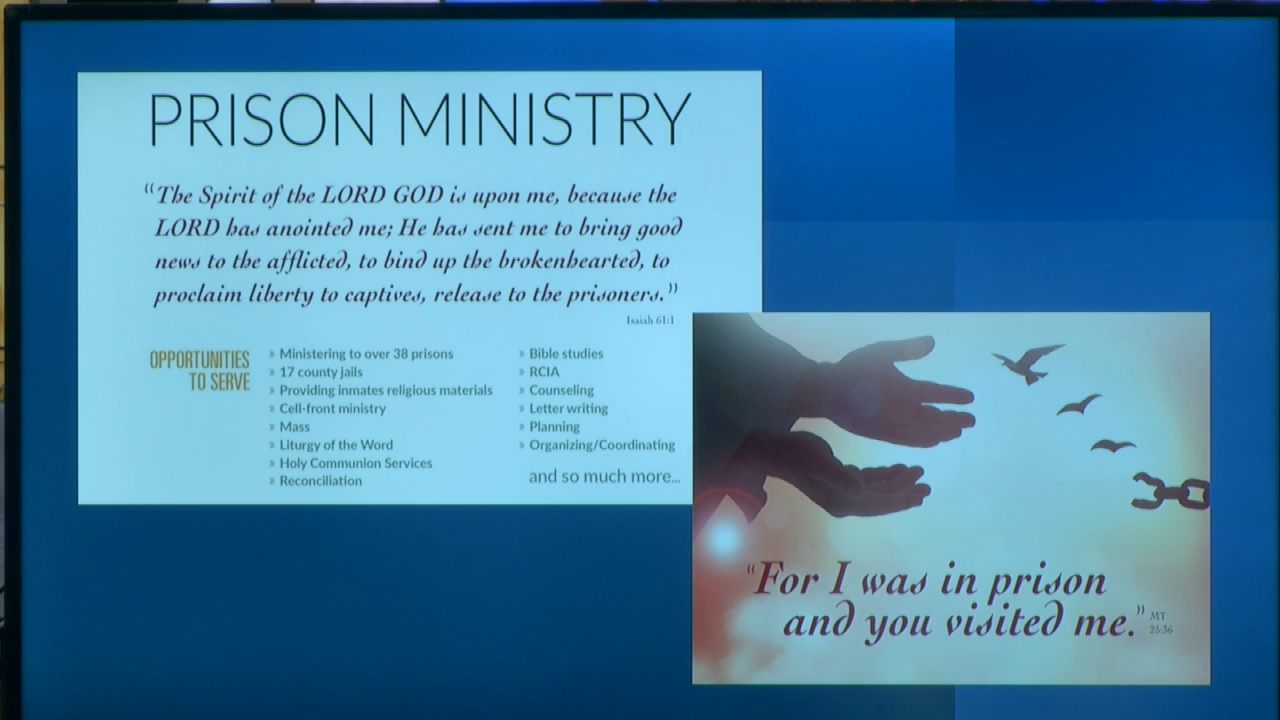 PRISON MINISTRY
“The Spirit of the LORD GOD is upon me, because the
LORD has anointed me; He has sent me to bring good
news to the afflicted, to bind up the brokenhearted, to
proclaim liberty to captives, release to the prisoners.”
Isaiah 61:1
OPPORTUNITIES
TO SERVE
» Ministering to over 38 prisons
» 17 county jails
» Providing inmates religious materials
» Cell-front ministry
» Mass
» Liturgy of the Word
» Holy Communion Services
» Reconciliation
» Bible studies
» RCIA
» Counseling
» Letter writing
» Planning
» Organizing/Coordinating
and so much more...
“For I was in prison
and you visited me.”
MT
25:36